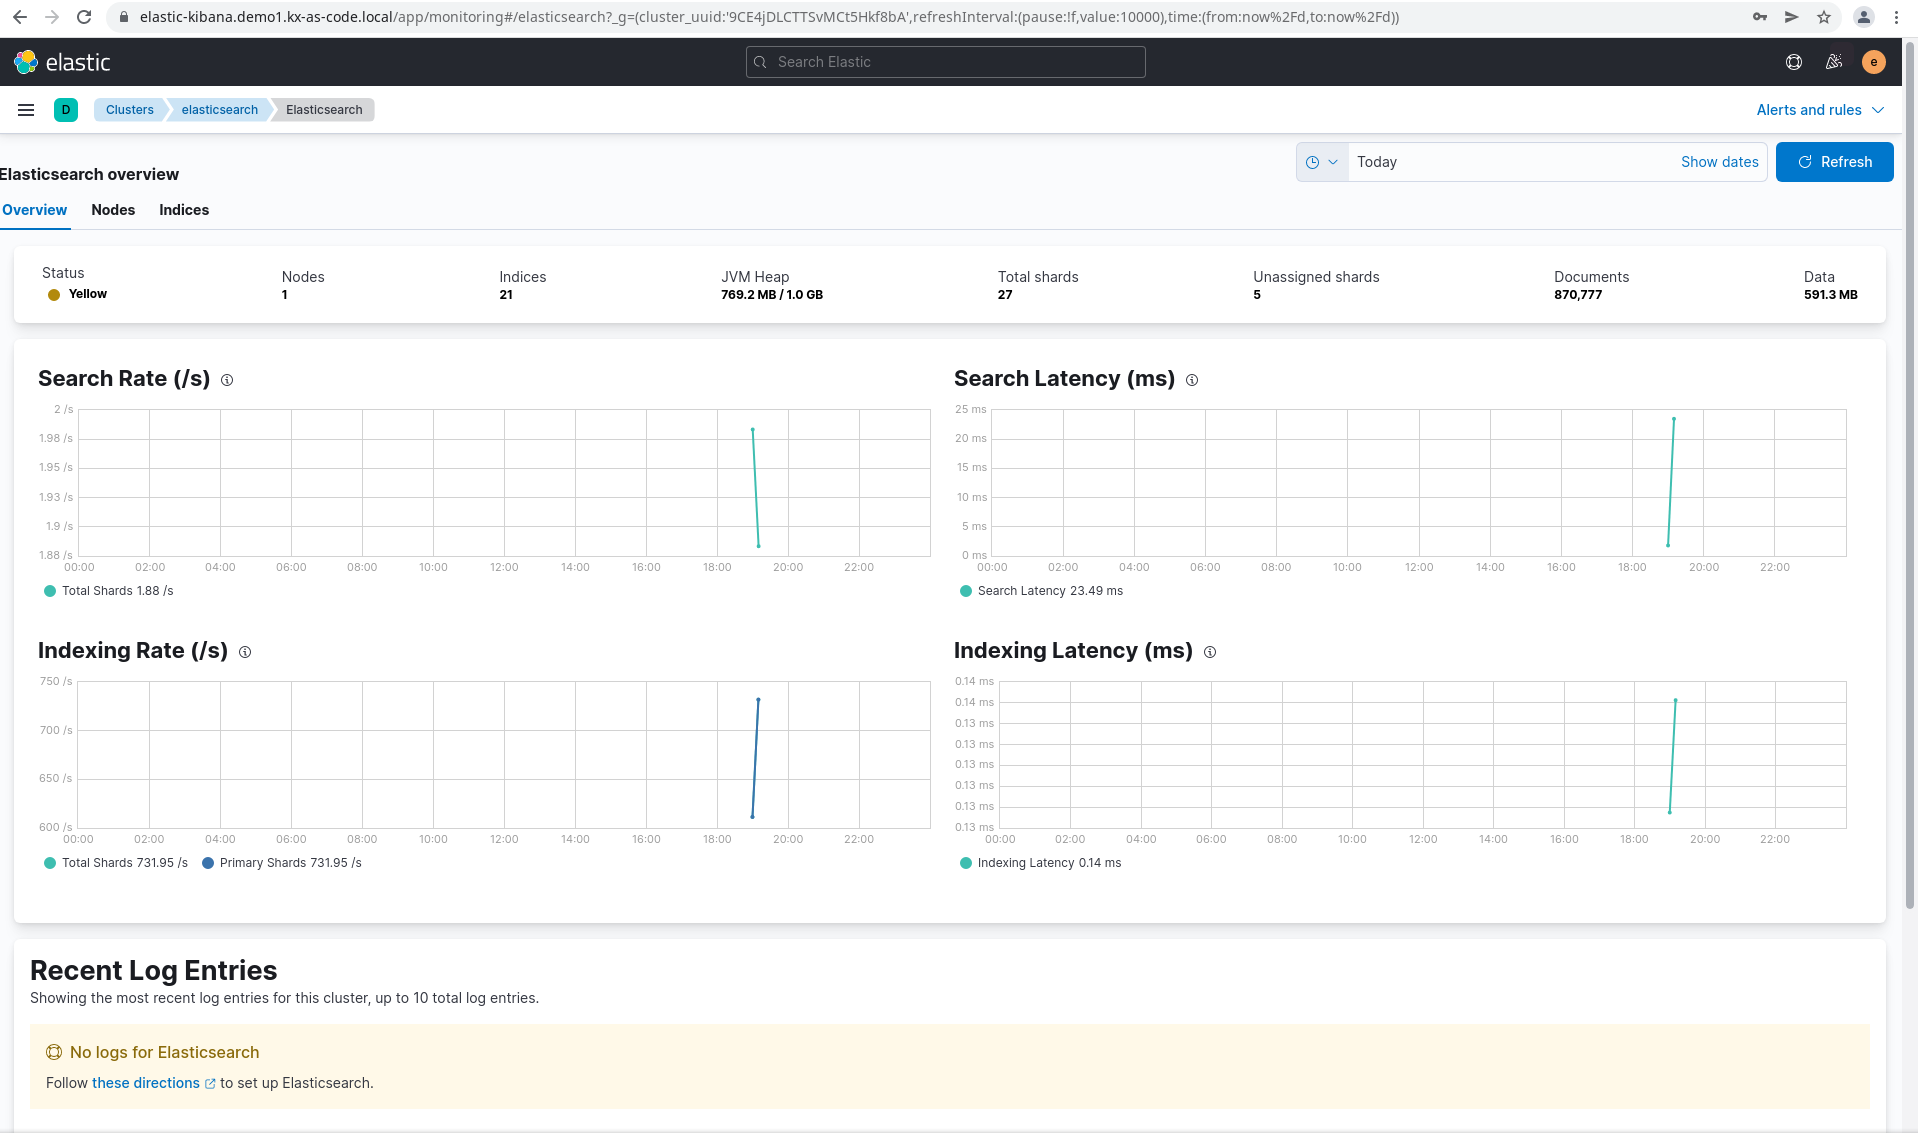 elastic-kibana.demo1.kx-as-code.local/app/monitoring#/elasticsearch?_g=(cluster_uuid:'9CE4jDLCTTSvMCt5Hkf8bA',refreshInterval:(pause:!f,value:10000),time:(from:now%2Fd,to:now%2Fd))
elastic Search Elastic e
D Clusters elasticsearch Elasticsearch Alerts and rules
Today Show dates Refresh
Elasticsearch overview
Overview Nodes Indices
Status Nodes Indices JVM Heap Total shards Unassigned shards Documents Data
Yellow 1 21 769.2 MB / 1.0 GB 27 5 870,777 591.3 MB
Search Rate (/s)
2 /s
1.98 /s
1.95 /s
1.93 /s
1.9 /s
1.88 /s
00:00 02:00 04:00 06:00 08:00 10:00 12:00 14:00 16:00 18:00 20:00 22:00
Total Shards 1.88 /s
Search Latency (ms)
25 ms
20 ms
15 ms
10 ms
5 ms
0 ms
00:00 02:00 04:00 06:00 08:00 10:00 12:00 14:00 16:00 18:00 20:00 22:00
Search Latency 23.49 ms
Indexing Rate (/s)
750 /s
700 /s
650 /s
600 /s
00:00 02:00 04:00 06:00 08:00 10:00 12:00 14:00 16:00 18:00 20:00 22:00
Total Shards 731.95 /s Primary Shards 731.95 /s
Indexing Latency (ms)
0.14 ms
0.14 ms
0.13 ms
0.13 ms
0.13 ms
0.13 ms
0.13 ms
0.13 ms
00:00 02:00 04:00 06:00 08:00 10:00 12:00 14:00 16:00 18:00 20:00 22:00
Indexing Latency 0.14 ms
Recent Log Entries
Showing the most recent log entries for this cluster, up to 10 total log entries.
No logs for Elasticsearch
Follow these directions to set up Elasticsearch.